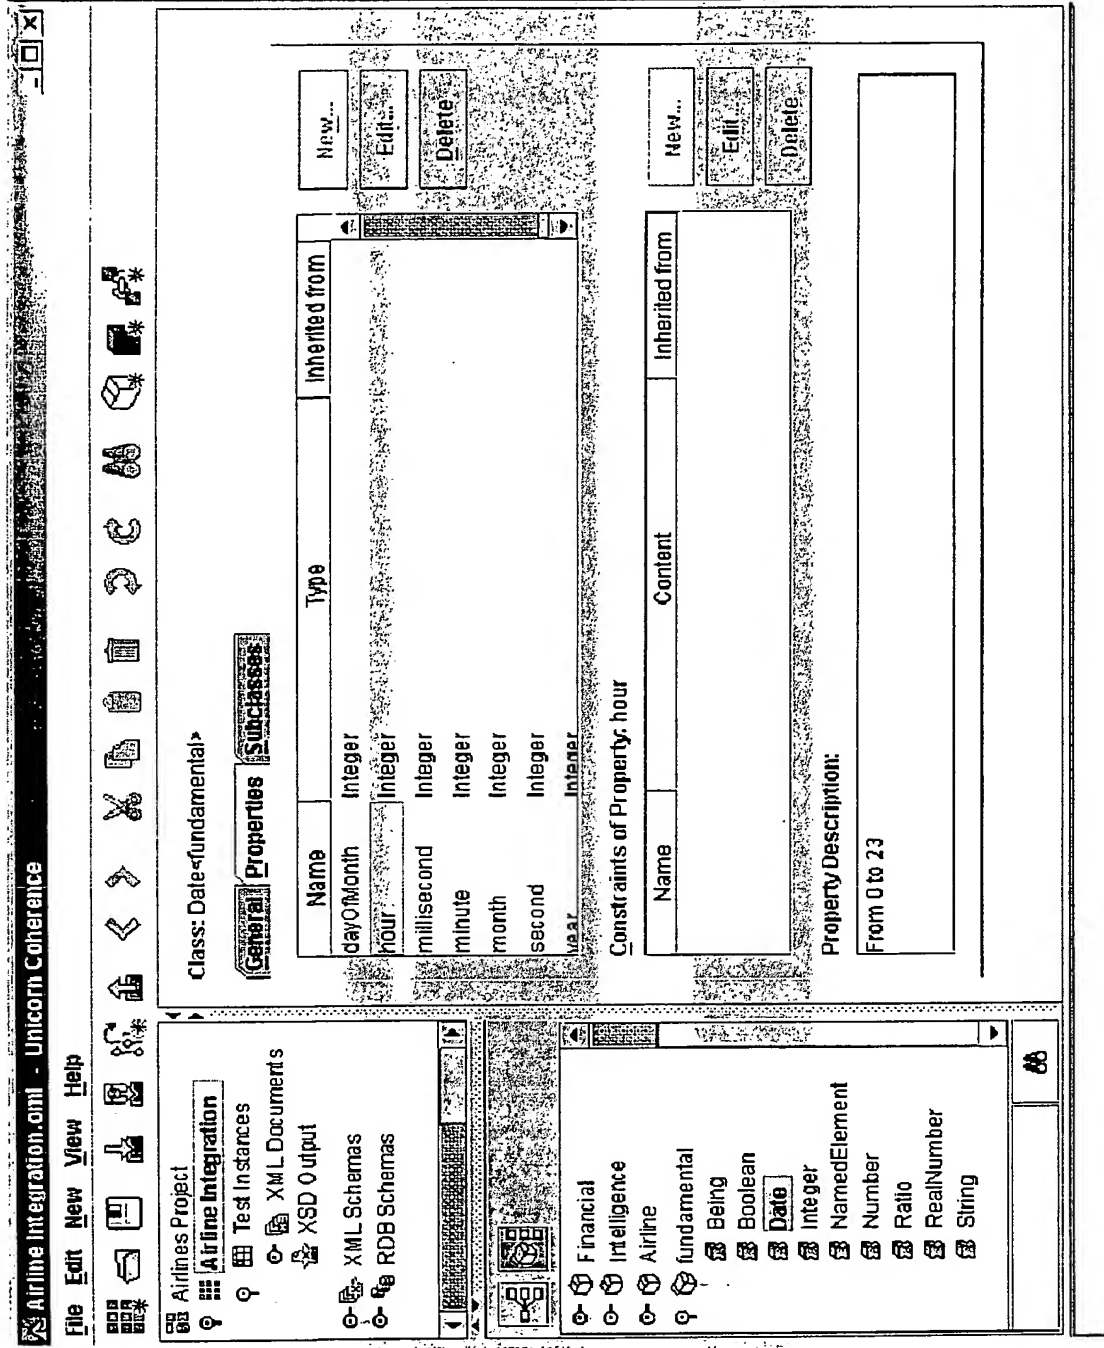 Airline Integration.oml - Unicorn Coherence
File Edit New View Help
Airlines Project
Airline Integration
Test Instances
XML Documents
XSD Output
XML Schemas
RDB Schemas
Financial
Intelligence
Airline
fundamental
Being
Boolean
Date
Integer
NamedElement
Number
Ratio
RealNumber
String
Class: Date<fundamental>
General Properties Subclasses
Name Type Inherited from
dayOfMonth Integer
hour Integer
millisecond Integer
minute Integer
month Integer
second Integer
year Integer
New...
Edit...
Delete
Constraints of Property: hour
Name Content Inherited from
New...
Edit...
Delete
Property Description:
From 0 to 23